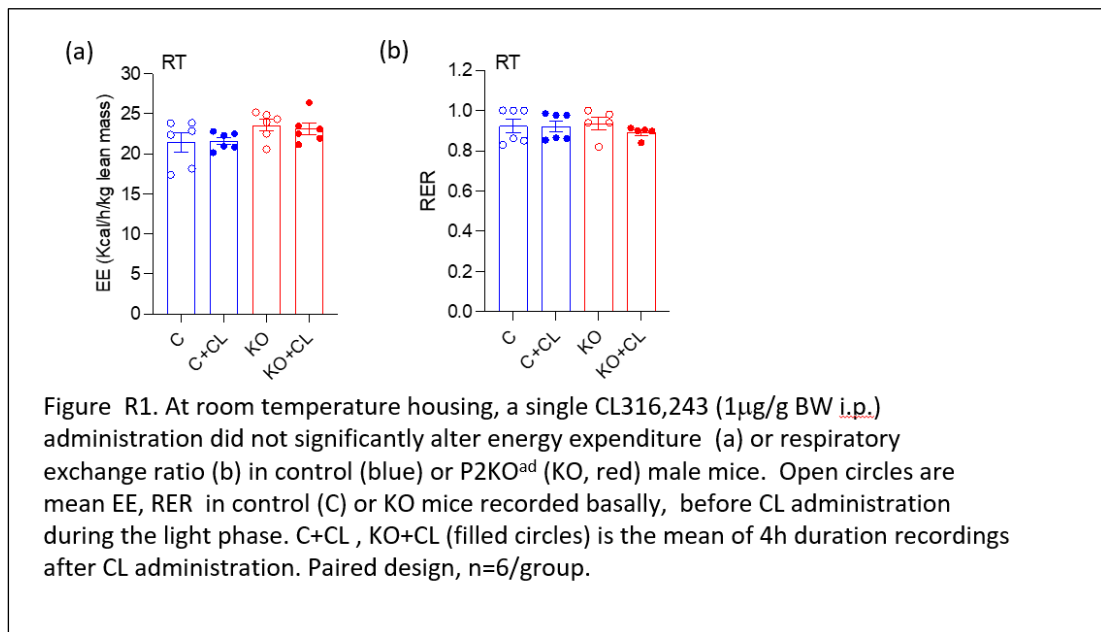 (a)
RT
30
25
20
15
10
5
0
EE (Kcal/h/kg lean mass)
C
C+CL
KO
KO+CL
(b)
RT
1.2
1.0
0.8
0.6
0.4
0.2
0.0
RER
C
C+CL
KO
KO+CL
Figure R1. At room temperature housing, a single CL316,243 (1μg/g BW i.p.)
administration did not significantly alter energy expenditure (a) or respiratory
exchange ratio (b) in control (blue) or P2KOᵃᵈ (KO, red) male mice. Open circles are
mean EE, RER in control (C) or KO mice recorded basally, before CL administration
during the light phase. C+CL , KO+CL (filled circles) is the mean of 4h duration recordings
after CL administration. Paired design, n=6/group.